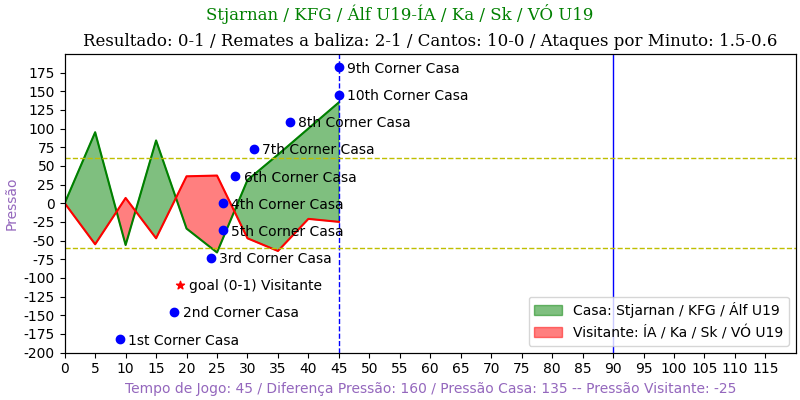 Stjarnan / KFG / Álf U19-ÍA / Ka / Sk / VÓ U19
Resultado: 0-1 / Remates a baliza: 2-1 / Cantos: 10-0 / Ataques por Minuto: 1.5-0.6
Pressão
175
150
125
100
75
50
25
0
-25
-50
-75
-100
-125
-150
-175
-200
9th Corner Casa
10th Corner Casa
8th Corner Casa
7th Corner Casa
6th Corner Casa
4th Corner Casa
5th Corner Casa
3rd Corner Casa
goal (0-1) Visitante
2nd Corner Casa
1st Corner Casa
Casa: Stjarnan / KFG / Álf U19
Visitante: ÍA / Ka / Sk / VÓ U19
0 5 10 15 20 25 30 35 40 45 50 55 60 65 70 75 80 85 90 95 100 105 110 115
Tempo de Jogo: 45 / Diferença Pressão: 160 / Pressão Casa: 135 -- Pressão Visitante: -25